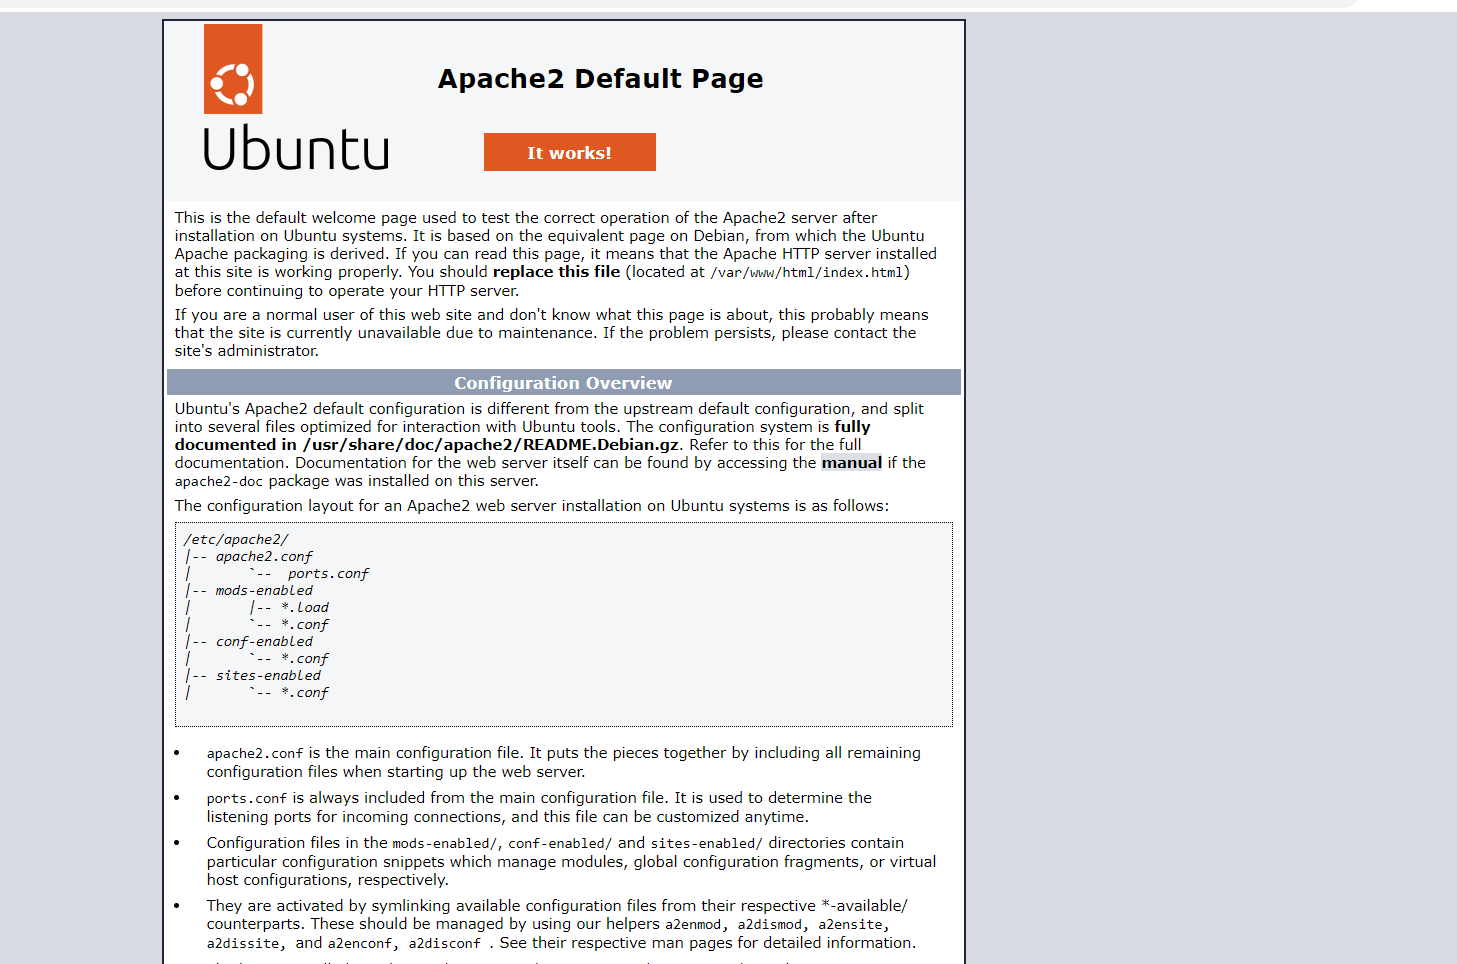 Apache2 Default Page
Ubuntu
It works!
This is the default welcome page used to test the correct operation of the Apache2 server after
installation on Ubuntu systems. It is based on the equivalent page on Debian, from which the Ubuntu
Apache packaging is derived. If you can read this page, it means that the Apache HTTP server installed
at this site is working properly. You should replace this file (located at /var/www/html/index.html)
before continuing to operate your HTTP server.
If you are a normal user of this web site and don't know what this page is about, this probably means
that the site is currently unavailable due to maintenance. If the problem persists, please contact the
site's administrator.
Configuration Overview
Ubuntu's Apache2 default configuration is different from the upstream default configuration, and split
into several files optimized for interaction with Ubuntu tools. The configuration system is fully
documented in /usr/share/doc/apache2/README.Debian.gz. Refer to this for the full
documentation. Documentation for the web server itself can be found by accessing the manual if the
apache2-doc package was installed on this server.
The configuration layout for an Apache2 web server installation on Ubuntu systems is as follows:
/etc/apache2/
|-- apache2.conf
|       `--  ports.conf
|-- mods-enabled
|       |-- *.load
|       `-- *.conf
|-- conf-enabled
|       `-- *.conf
|-- sites-enabled
|       `-- *.conf
• apache2.conf is the main configuration file. It puts the pieces together by including all remaining
configuration files when starting up the web server.
• ports.conf is always included from the main configuration file. It is used to determine the
listening ports for incoming connections, and this file can be customized anytime.
• Configuration files in the mods-enabled/, conf-enabled/ and sites-enabled/ directories contain
particular configuration snippets which manage modules, global configuration fragments, or virtual
host configurations, respectively.
• They are activated by symlinking available configuration files from their respective *-available/
counterparts. These should be managed by using our helpers a2enmod, a2dismod, a2ensite,
a2dissite, and a2enconf, a2disconf . See their respective man pages for detailed information.